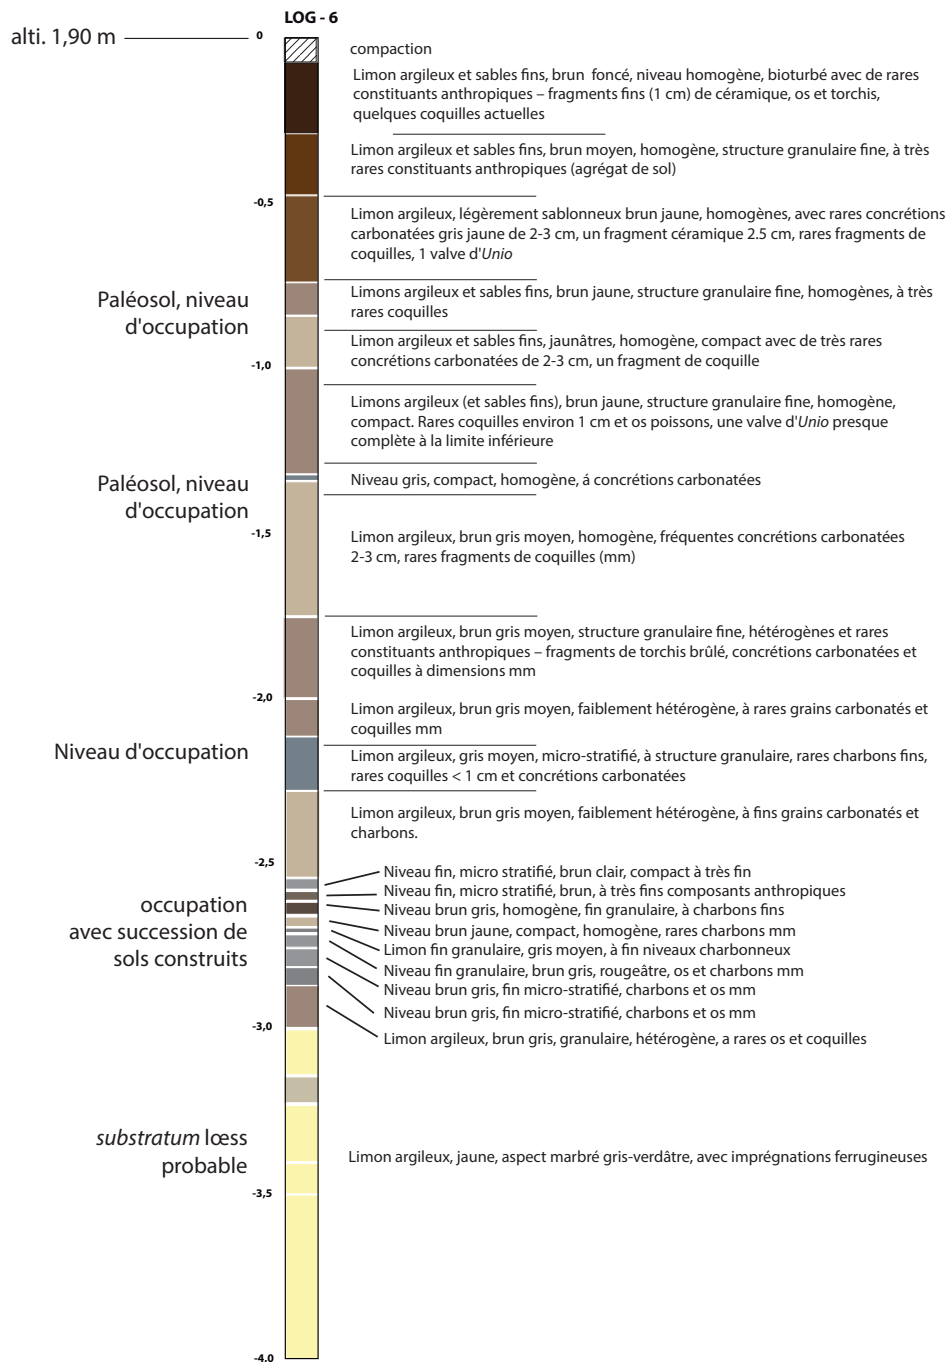 LOG - 6
alti. 1,90 m
0
compaction
Limon argileux et sables fins, brun foncé, niveau homogène, bioturbé avec de rares
constituants anthropiques – fragments fins (1 cm) de céramique, os et torchis,
quelques coquilles actuelles
Limon argileux et sables fins, brun moyen, homogène, structure granulaire fine, à très
rares constituants anthropiques (agrégat de sol)
-0,5
Limon argileux, légèrement sablonneux brun jaune, homogènes, avec rares concrétions
carbonatées gris jaune de 2-3 cm, un fragment céramique 2.5 cm, rares fragments de
coquilles, 1 valve d'Unio
Paléosol, niveau
d'occupation
Limons argileux et sables fins, brun jaune, structure granulaire fine, homogènes, à très
rares coquilles
Limon argileux et sables fins, jaunâtres, homogène, compact avec de très rares
concrétions carbonatées de 2-3 cm, un fragment de coquille
-1,0
Limons argileux (et sables fins), brun jaune, structure granulaire fine, homogène,
compact. Rares coquilles environ 1 cm et os poissons, une valve d'Unio presque
complète à la limite inférieure
Paléosol, niveau
d'occupation
Niveau gris, compact, homogène, á concrétions carbonatées
-1,5
Limon argileux, brun gris moyen, homogène, fréquentes concrétions carbonatées
2-3 cm, rares fragments de coquilles (mm)
Limon argileux, brun gris moyen, structure granulaire fine, hétérogènes et rares
constituants anthropiques – fragments de torchis brûlé, concrétions carbonatées et
coquilles à dimensions mm
-2,0
Limon argileux, brun gris moyen, faiblement hétérogène, à rares grains carbonatés et
coquilles mm
Niveau d'occupation
Limon argileux, gris moyen, micro-stratifié, à structure granulaire, rares charbons fins,
rares coquilles < 1 cm et concrétions carbonatées
Limon argileux, brun gris moyen, faiblement hétérogène, à fins grains carbonatés et
charbons.
-2,5
occupation
avec succession de
sols construits
Niveau fin, micro stratifié, brun clair, compact à très fin
Niveau fin, micro stratifié, brun, à très fins composants anthropiques
Niveau brun gris, homogène, fin granulaire, à charbons fins
Niveau brun jaune, compact, homogène, rares charbons mm
Limon fin granulaire, gris moyen, à fin niveaux charbonneux
Niveau fin granulaire, brun gris, rougeâtre, os et charbons mm
Niveau brun gris, fin micro-stratifié, charbons et os mm
Niveau brun gris, fin micro-stratifié, charbons et os mm
-3,0
Limon argileux, brun gris, granulaire, hétérogène, a rares os et coquilles
substratum lœss
probable
Limon argileux, jaune, aspect marbré gris-verdâtre, avec imprégnations ferrugineuses
-3,5
-4,0